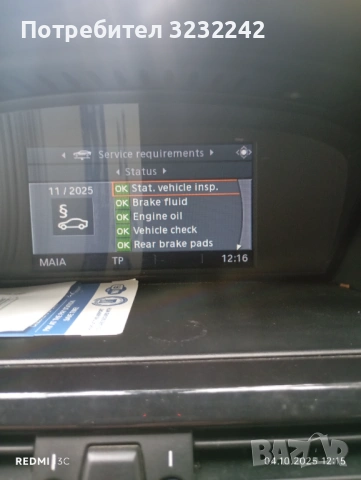 Потребител 3232242
Service requirements
Status
11 / 2025
OK Stat. vehicle insp.
OK Brake fluid
§
OK Engine oil
OK Vehicle check
OK Rear brake pads
MAIA TP 12:16
REDMI 13C
04.10.2025 12:15
BAZAR